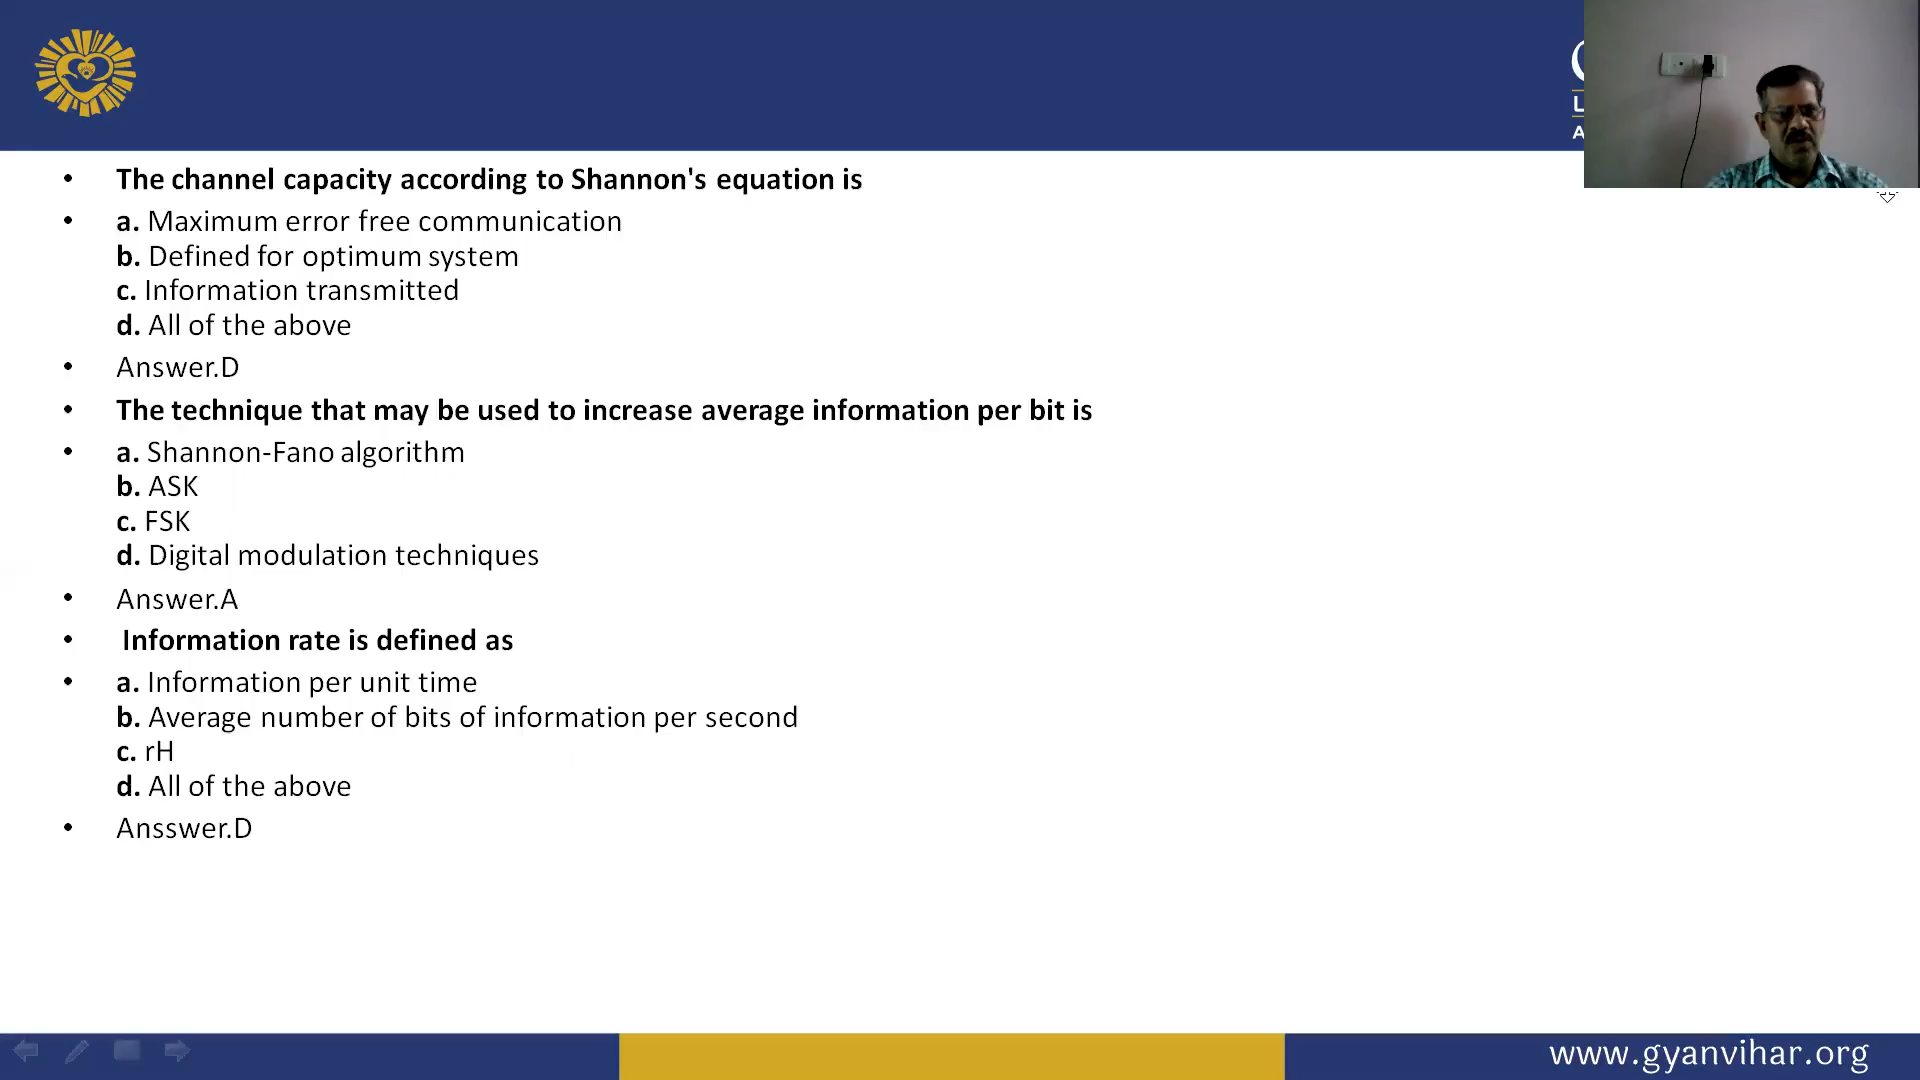 • The channel capacity according to Shannon's equation is
• a. Maximum error free communication
b. Defined for optimum system
c. Information transmitted
d. All of the above
• Answer.D
• The technique that may be used to increase average information per bit is
• a. Shannon-Fano algorithm
b. ASK
c. FSK
d. Digital modulation techniques
• Answer.A
• Information rate is defined as
• a. Information per unit time
b. Average number of bits of information per second
c. rH
d. All of the above
• Ansswer.D
www.gyanvihar.org